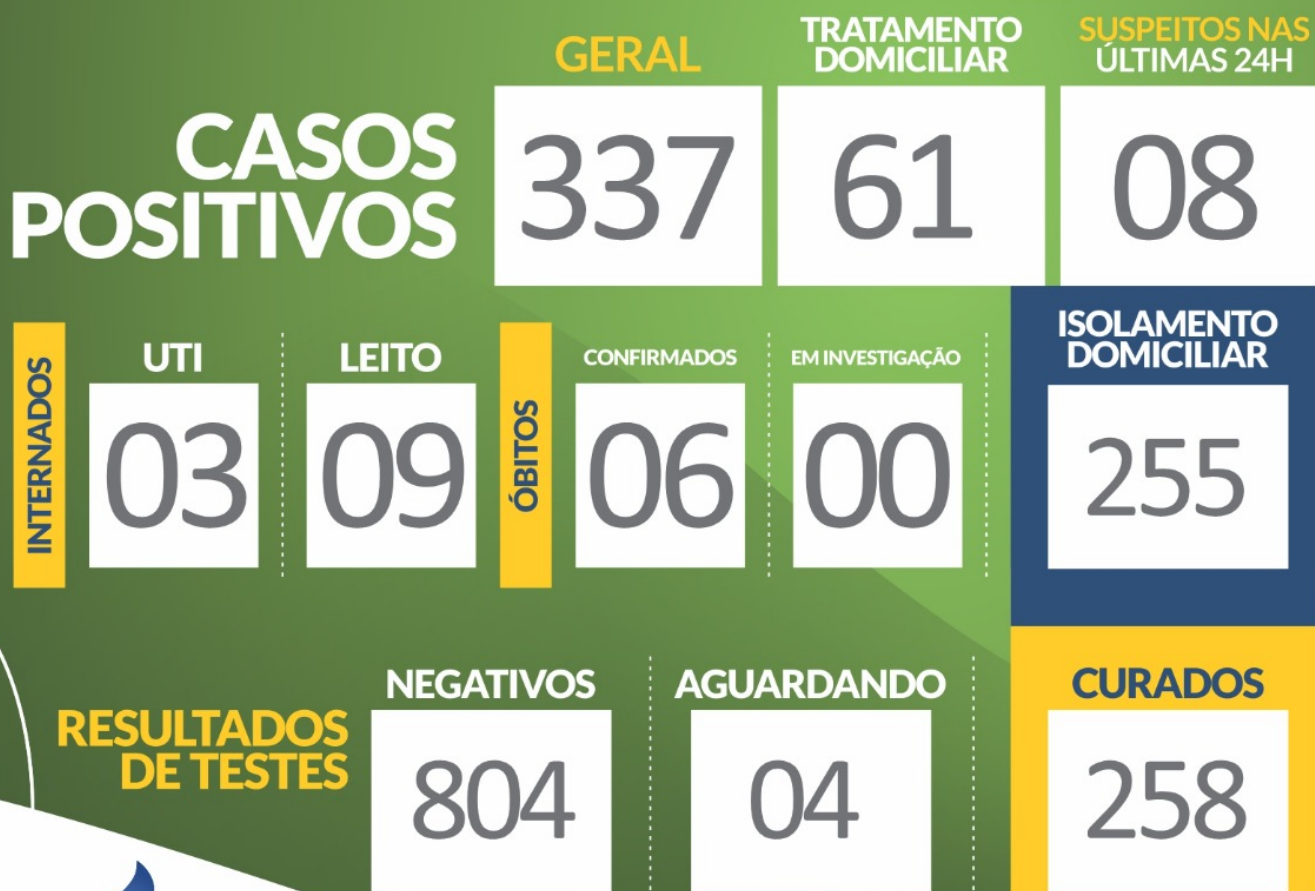 GERAL
TRATAMENTO
DOMICILIAR
SUSPEITOS NAS
ÚLTIMAS 24H
CASOS
POSITIVOS
337
61
08
INTERNADOS
UTI
03
LEITO
09
ÓBITOS
CONFIRMADOS
06
EM INVESTIGAÇÃO
00
ISOLAMENTO
DOMICILIAR
255
RESULTADOS
DE TESTES
NEGATIVOS
804
AGUARDANDO
04
CURADOS
258